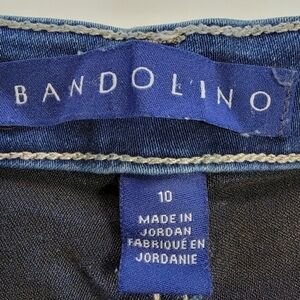 BANDOLINO
10
MADE IN
JORDAN
FABRIQUÉ EN
JORDANIE